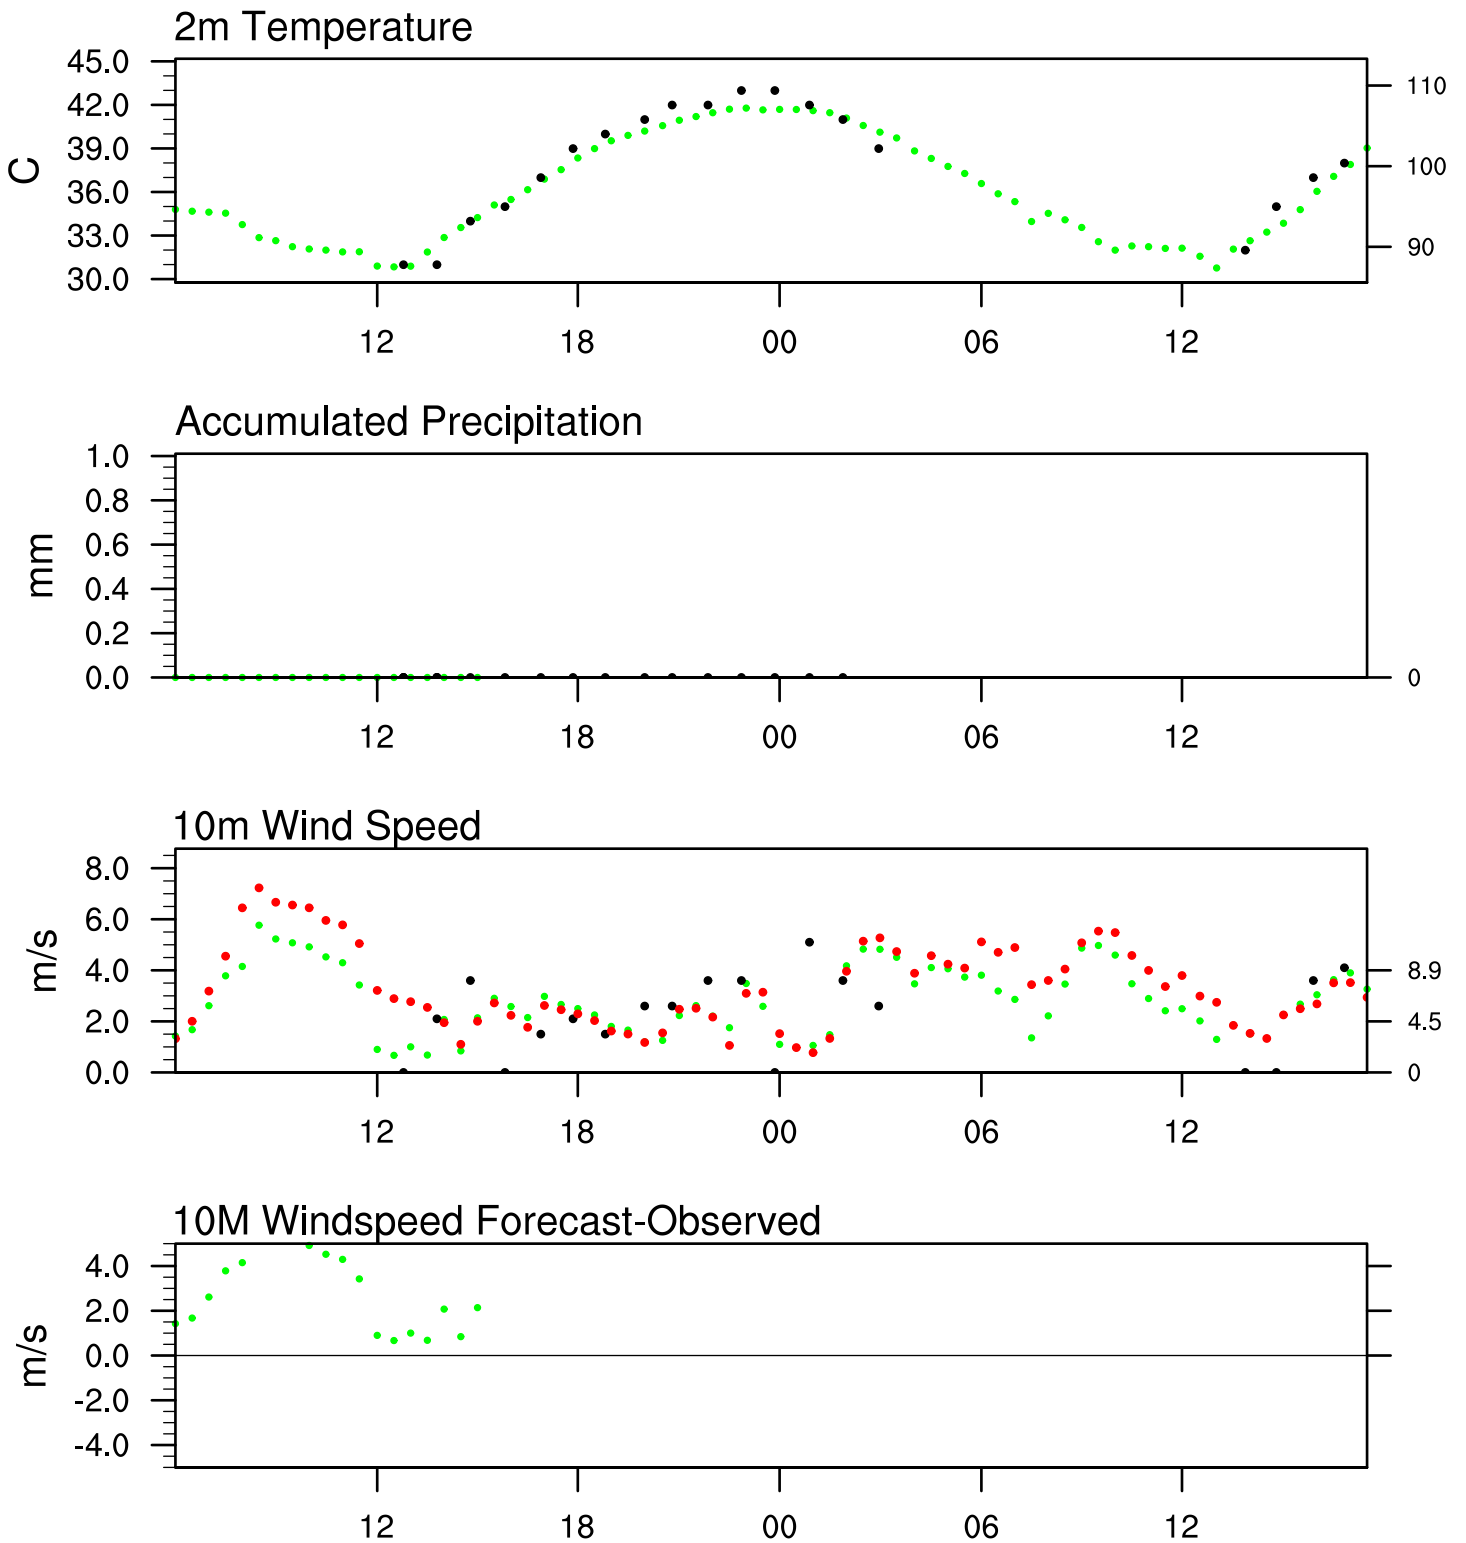 2m Temperature
45.0
42.0
39.0
36.0
33.0
30.0
C
110
100
90
12 18 00 06 12
Accumulated Precipitation
1.0
0.8
0.6
0.4
0.2
0.0
mm
0
12 18 00 06 12
10m Wind Speed
8.0
6.0
4.0
2.0
0.0
m/s
8.9
4.5
0
12 18 00 06 12
10M Windspeed Forecast-Observed
4.0
2.0
0.0
-2.0
-4.0
m/s
12 18 00 06 12